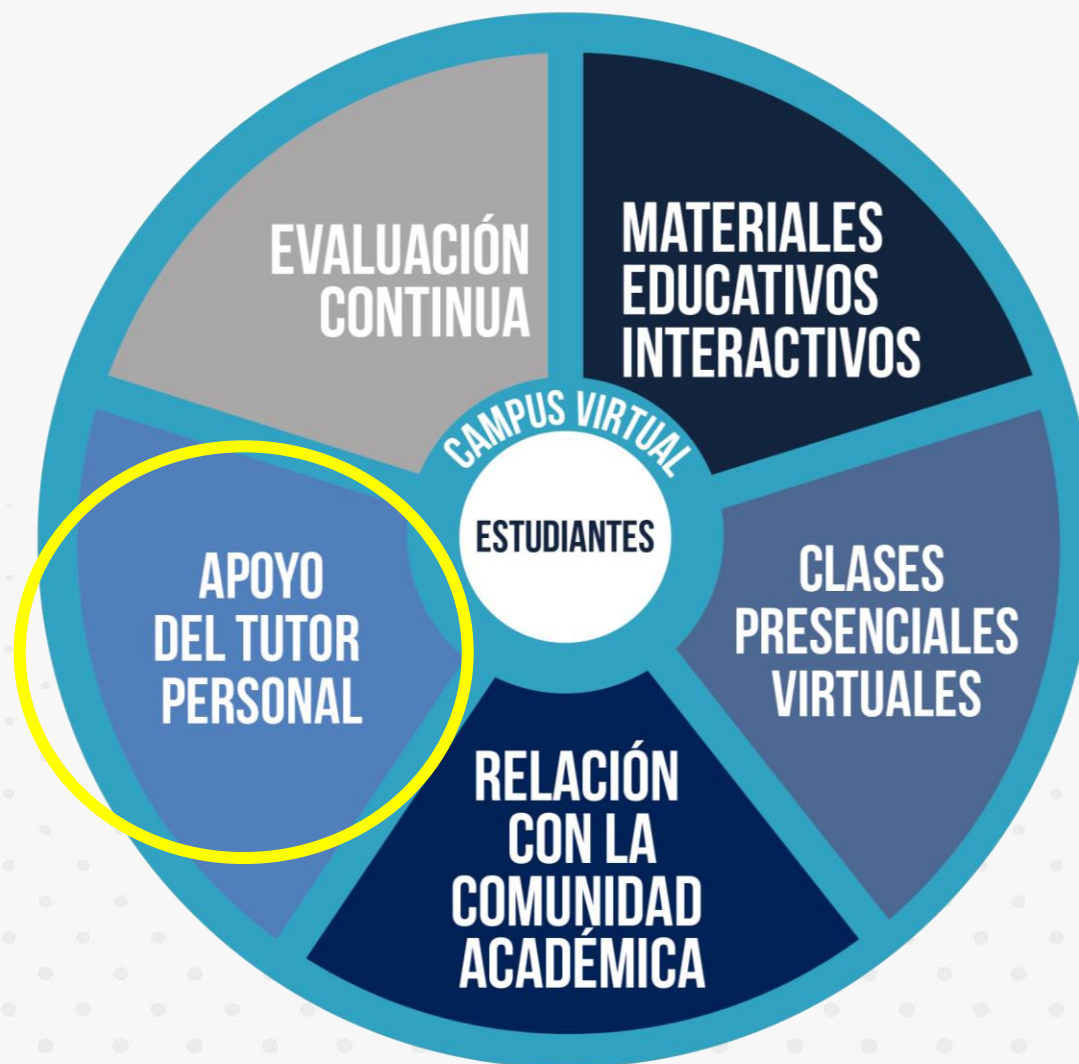 EVALUACIÓN
CONTINUA
MATERIALES
EDUCATIVOS
INTERACTIVOS
CAMPUS VIRTUAL
ESTUDIANTES
APOYO
DEL TUTOR
PERSONAL
CLASES
PRESENCIALES
VIRTUALES
RELACIÓN
CON LA
COMUNIDAD
ACADÉMICA